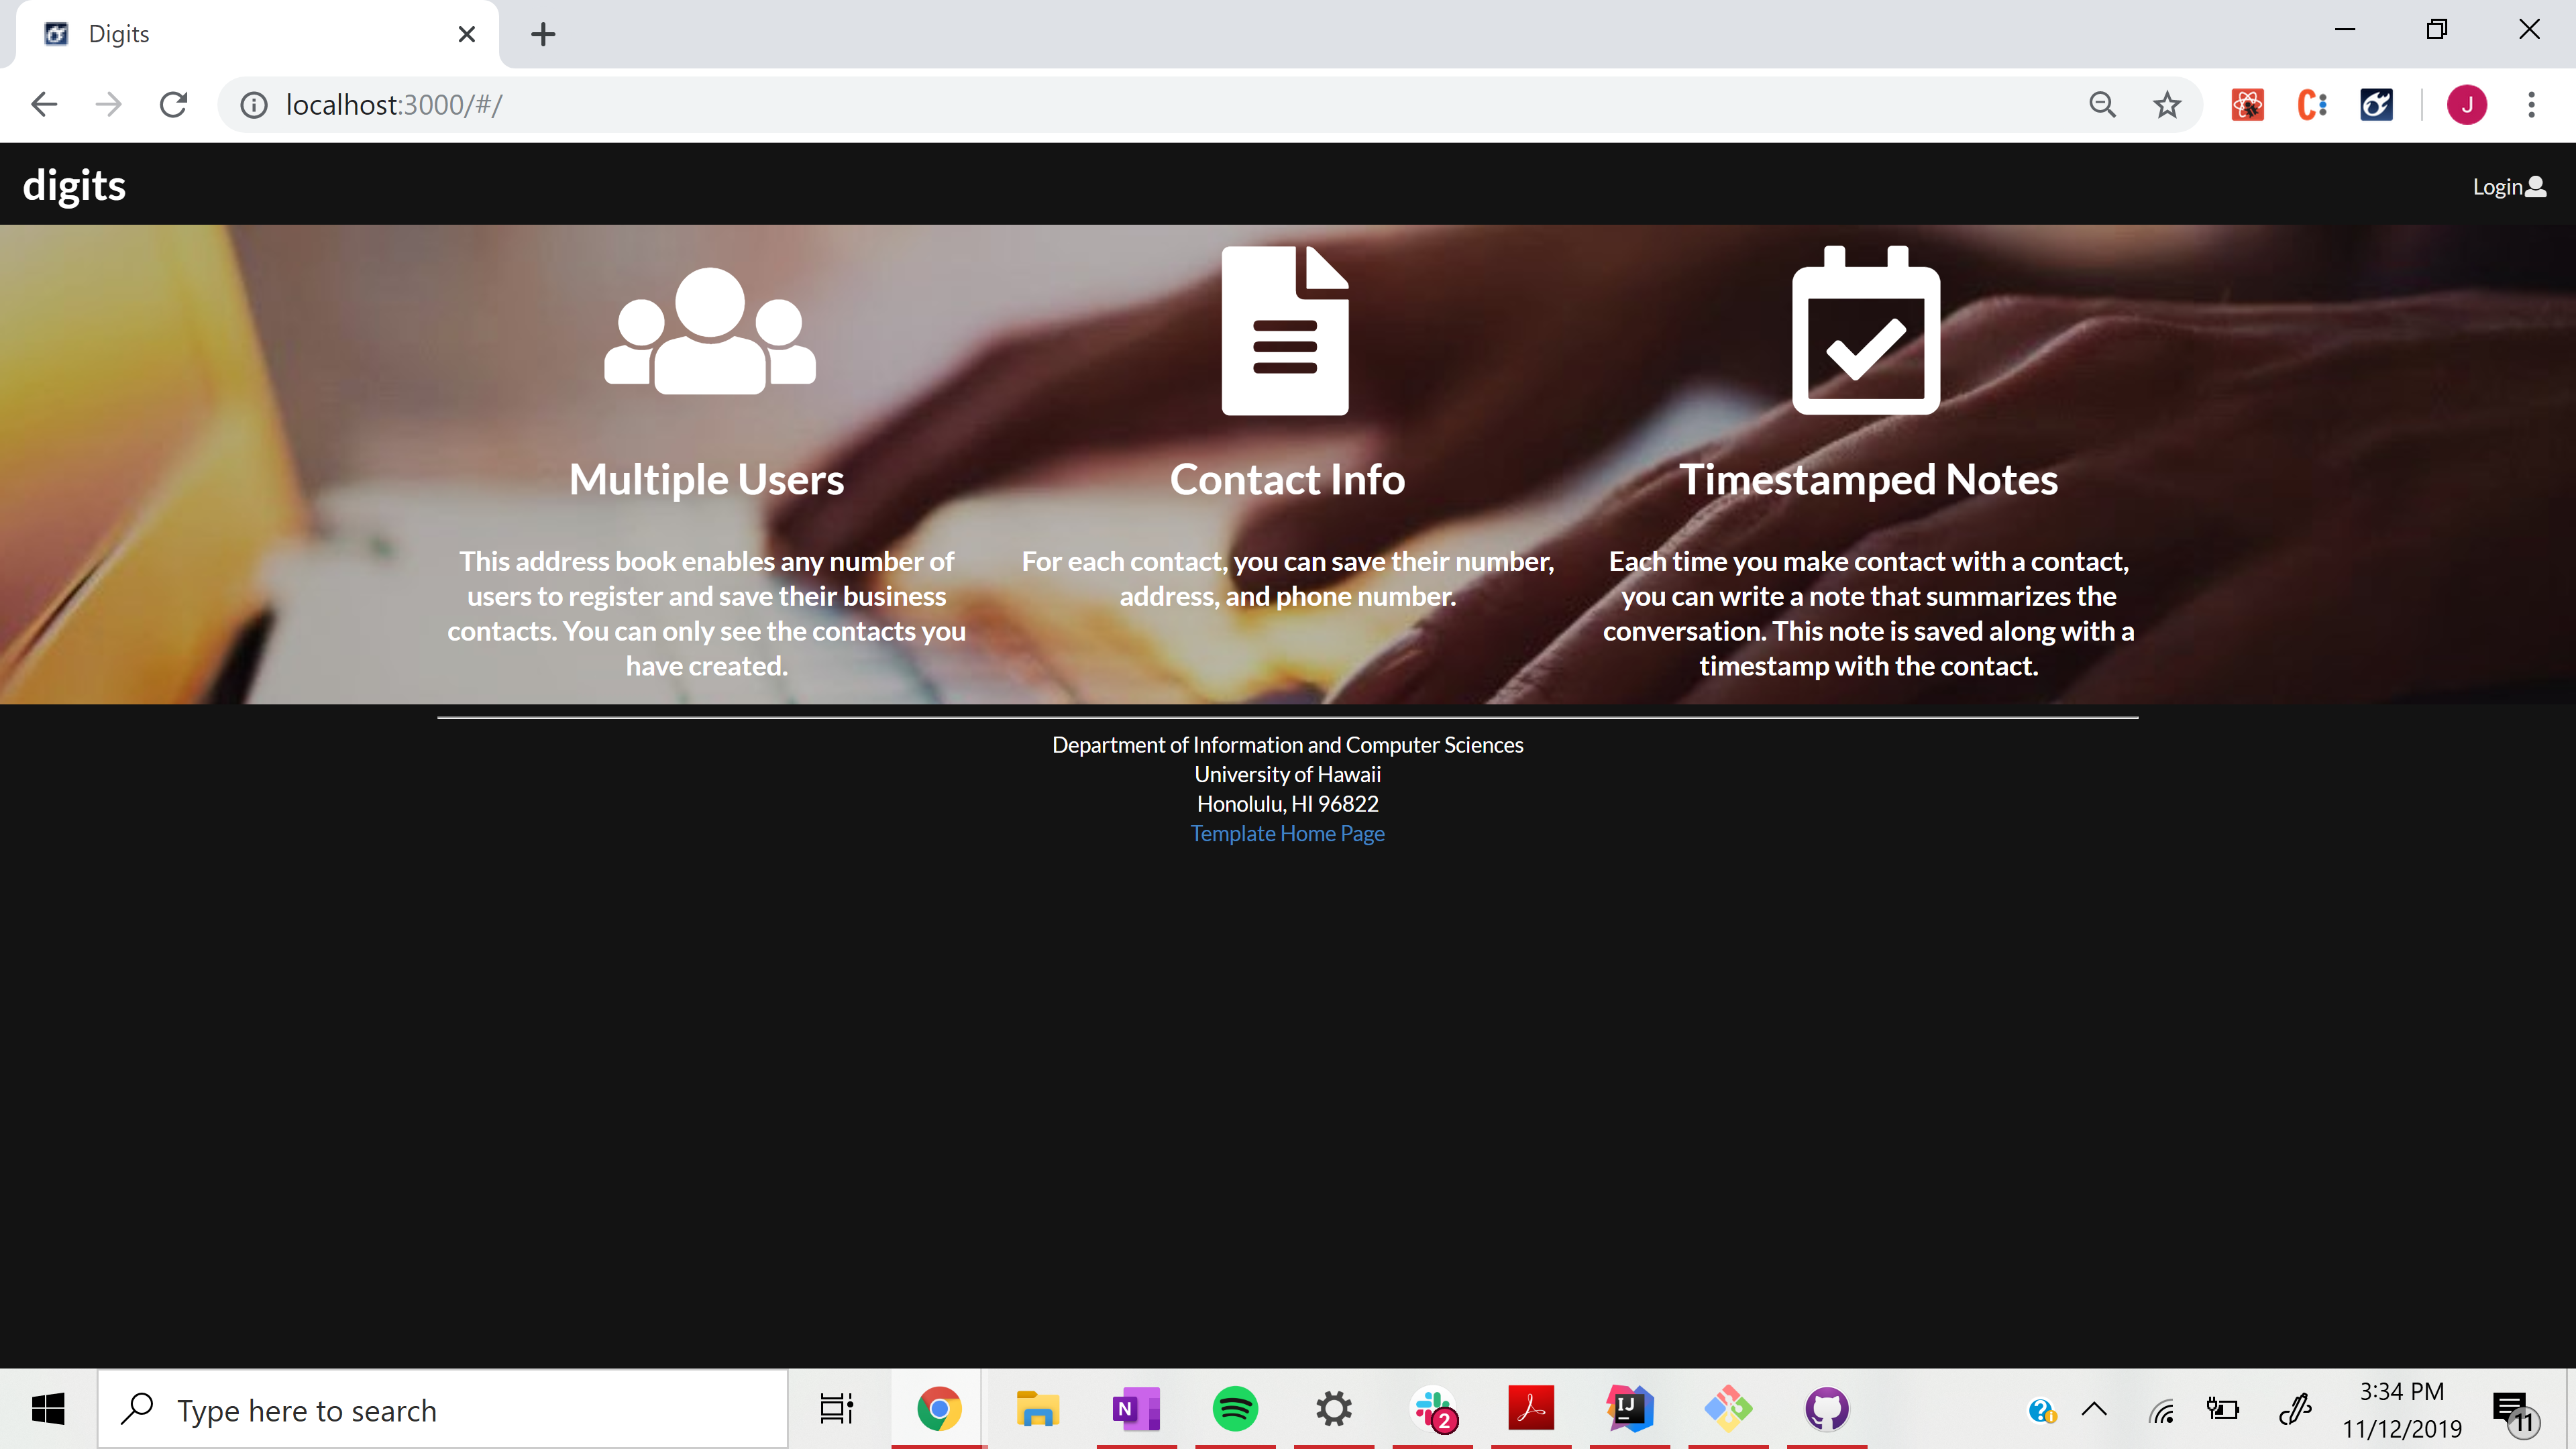 Digits
localhost:3000/#/
J
digits
Login
Multiple Users
This address book enables any number of
users to register and save their business
contacts. You can only see the contacts you
have created.
Contact Info
For each contact, you can save their number,
address, and phone number.
Timestamped Notes
Each time you make contact with a contact,
you can write a note that summarizes the
conversation. This note is saved along with a
timestamp with the contact.
Department of Information and Computer Sciences
University of Hawaii
Honolulu, HI 96822
Template Home Page
Type here to search
N
2
IJ
3:34 PM
11/12/2019
11